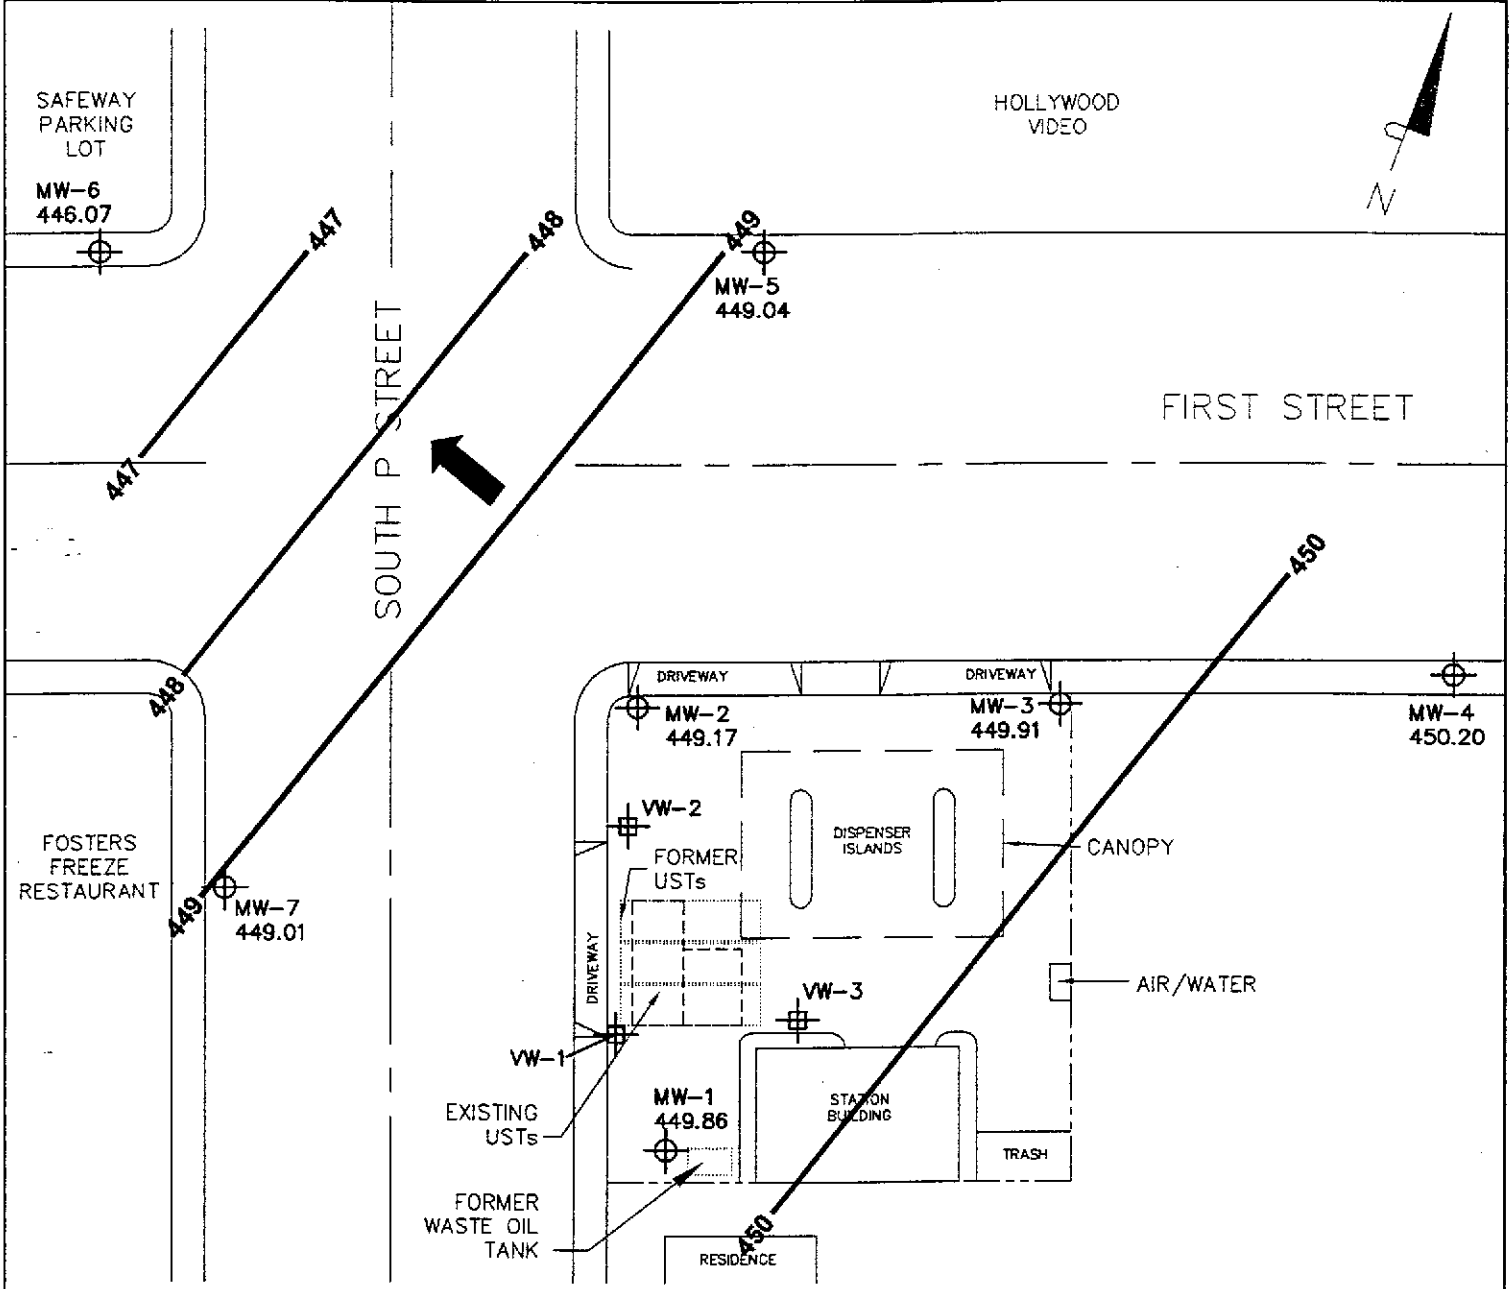 SAFEWAY
PARKING
LOT
MW-6
446.07
HOLLYWOOD
VIDEO
N
447
448
449
MW-5
449.04
SOUTH P STREET
FIRST STREET
447
450
448
DRIVEWAY
DRIVEWAY
MW-2
449.17
MW-3
449.91
MW-4
450.20
VW-2
FOSTERS
FREEZE
RESTAURANT
FORMER
USTs
DISPENSER
ISLANDS
CANOPY
449
MW-7
449.01
DRIVEWAY
VW-3
AIR/WATER
VW-1
EXISTING
USTs
MW-1
449.86
STATION
BUILDING
TRASH
FORMER
WASTE OIL
TANK
450
RESIDENCE